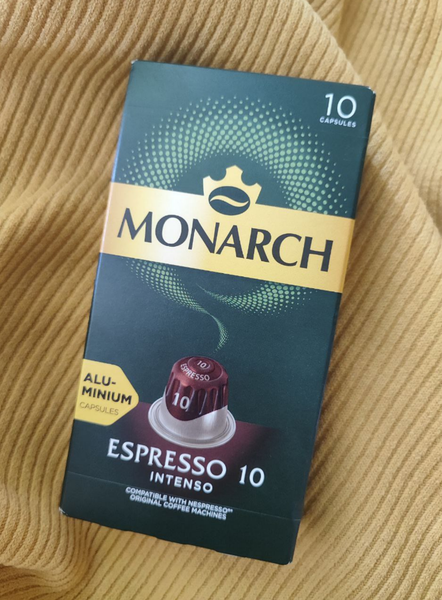 10
CAPSULES
MONARCH
ALU-
MINIUM
CAPSULES
10
ESPRESSO
10
ESPRESSO 10
INTENSO
COMPATIBLE WITH NESPRESSO
ORIGINAL COFFEE MACHINES